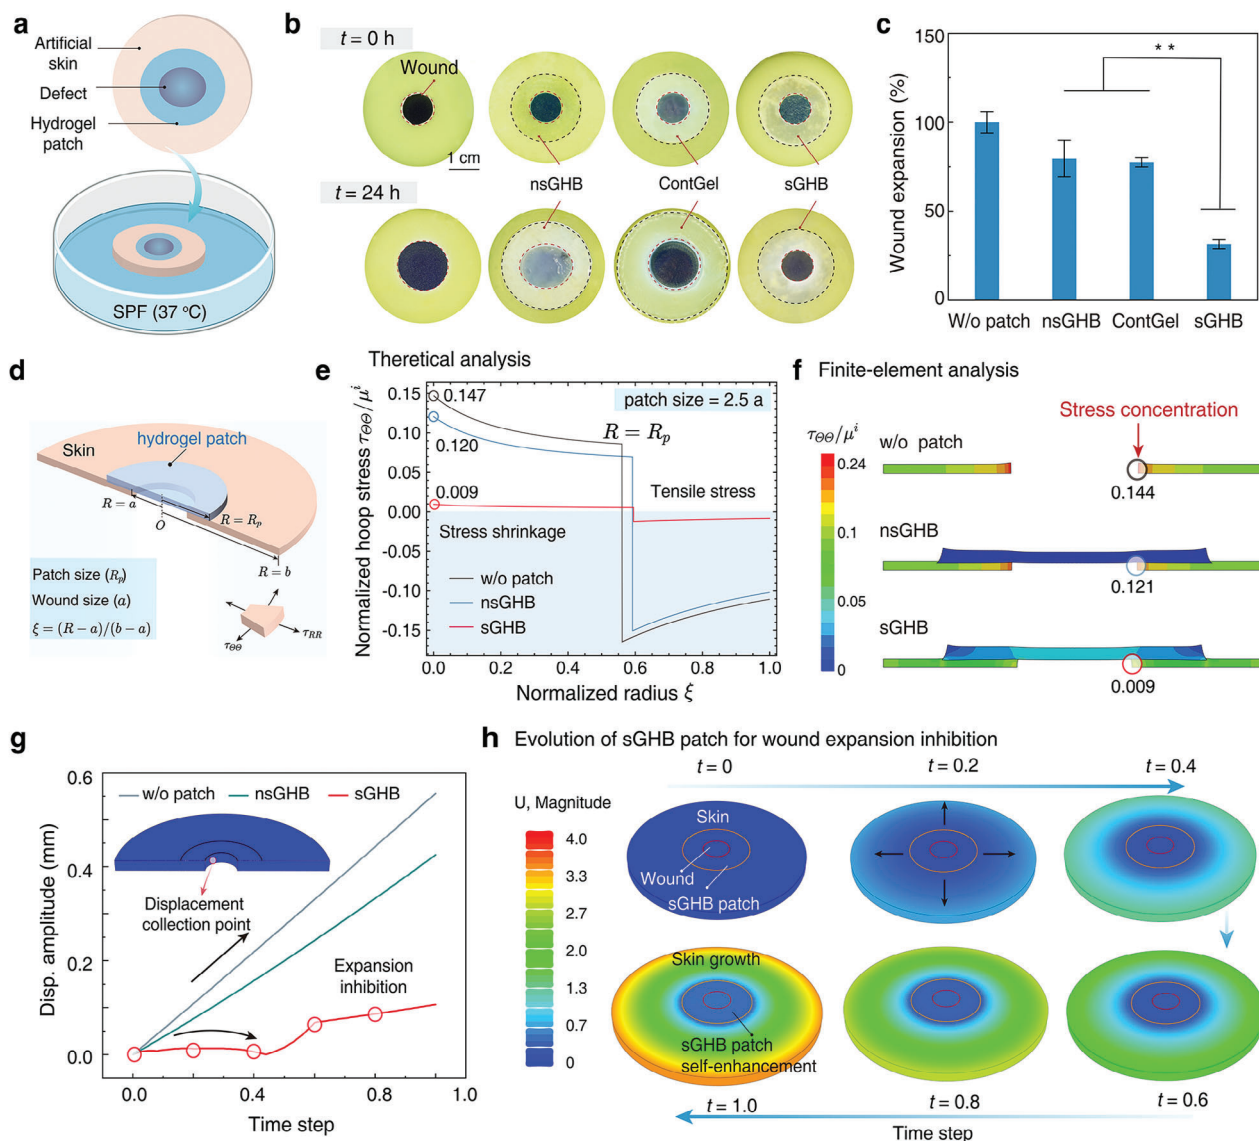 a
Artificial
skin
Defect
Hydrogel
patch
SPF (37 °C)
b
t = 0 h
Wound
1 cm
nsGHB
ContGel
sGHB
t = 24 h
c
Wound expansion (%)
150
100
50
0
* *
W/o patch
nsGHB
ContGel
sGHB
d
hydrogel patch
Skin
R = a
O
R = Rₚ
R = b
Patch size (Rₚ)
Wound size (a)
ξ = (R − a)/(b − a)
τ_RR
τ_ΘΘ
Theretical analysis
e
Normalized hoop stress τ_ΘΘ/μⁱ
0.15
0.10
0.05
0.00
-0.05
-0.10
-0.15
0.147
0.120
0.009
patch size = 2.5 a
R = Rₚ
Tensile stress
Stress shrinkage
w/o patch
nsGHB
sGHB
0.0 0.2 0.4 0.6 0.8 1.0
Normalized radius ξ
f Finite-element analysis
Stress concentration
τ_ΘΘ/μⁱ
0.24
0.1
0.05
0
w/o patch
0.144
nsGHB
0.121
sGHB
0.009
g
Disp. amplitude (mm)
0.6
0.4
0.2
0.0
w/o patch nsGHB sGHB
Displacement
collection point
Expansion
inhibition
0.0 0.4 0.8 1.0
Time step
h Evolution of sGHB patch for wound expansion inhibition
U, Magnitude
4.0
3.3
2.7
2.0
1.3
0.7
0
t = 0
t = 0.2
t = 0.4
Skin
Wound
sGHB patch
Skin growth
sGHB patch
self-enhancement
t = 1.0
t = 0.8
t = 0.6
Time step